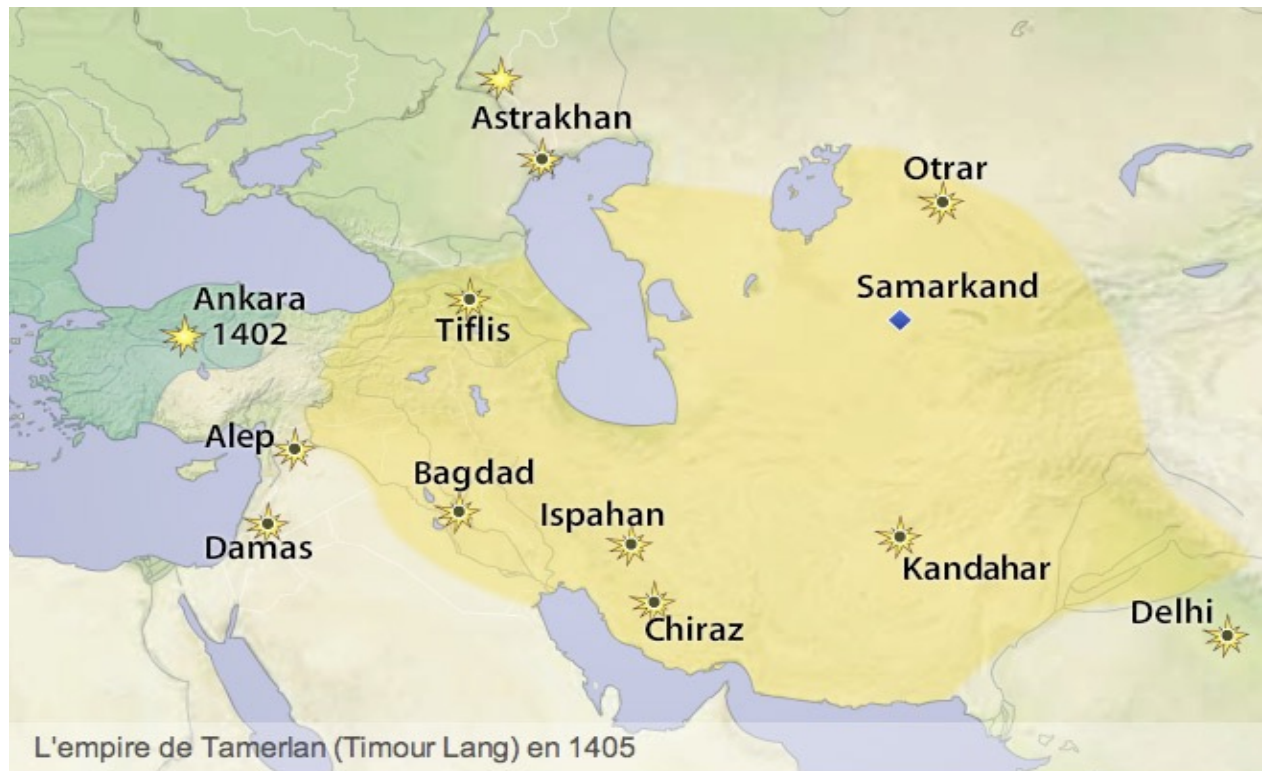 Astrakhan
Otrar
Samarkand
Ankara
1402
Tiflis
Alep
Bagdad
Ispahan
Damas
Kandahar
Chiraz
Delhi
L'empire de Tamerlan (Timour Lang) en 1405